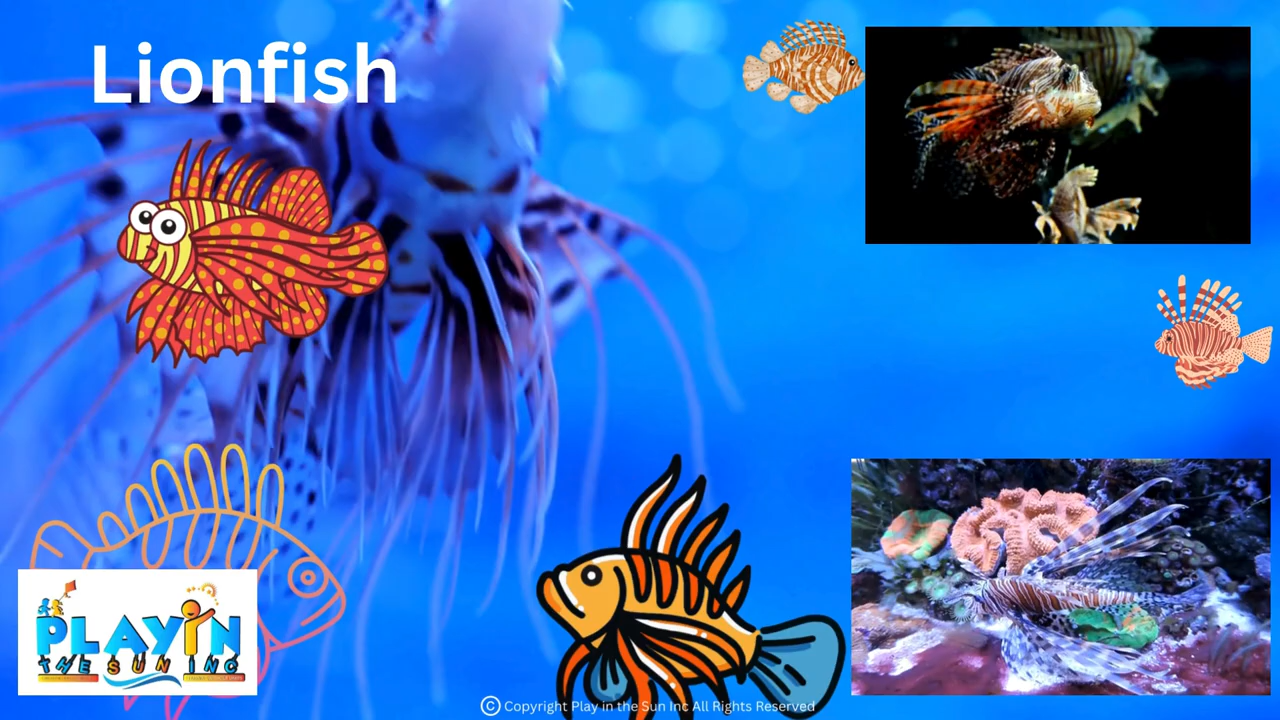 Lionfish
PLAY IN
THE SUN INC
© Copyright Play in the Sun Inc All Rights Reserved